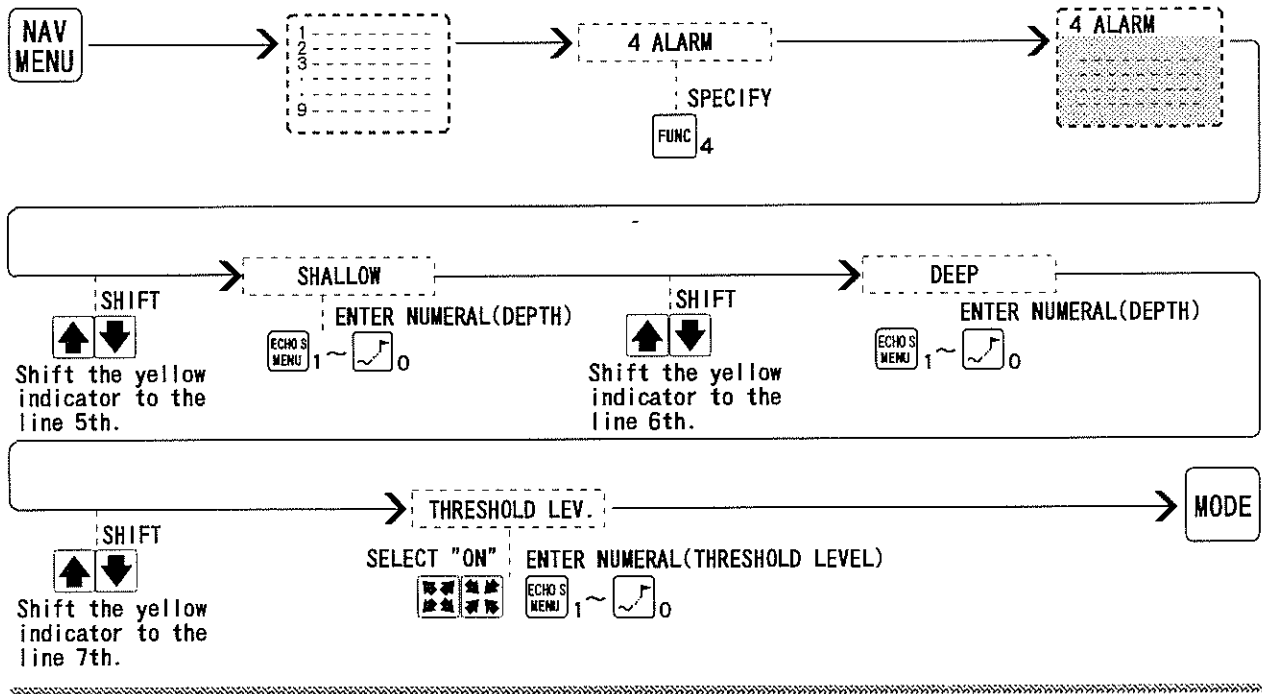 NAV
MENU
1
2
3
9
4 ALARM
SPECIFY
FUNC 4
4 ALARM
SHIFT
Shift the yellow
indicator to the
line 5th.
SHALLOW
ENTER NUMERAL(DEPTH)
ECHO S
MENU 1 ~ 0
SHIFT
Shift the yellow
indicator to the
line 6th.
DEEP
ENTER NUMERAL(DEPTH)
ECHO S
MENU 1 ~ 0
SHIFT
Shift the yellow
indicator to the
line 7th.
THRESHOLD LEV.
SELECT "ON"
ENTER NUMERAL(THRESHOLD LEVEL)
ECHO S
MENU 1 ~ 0
MODE